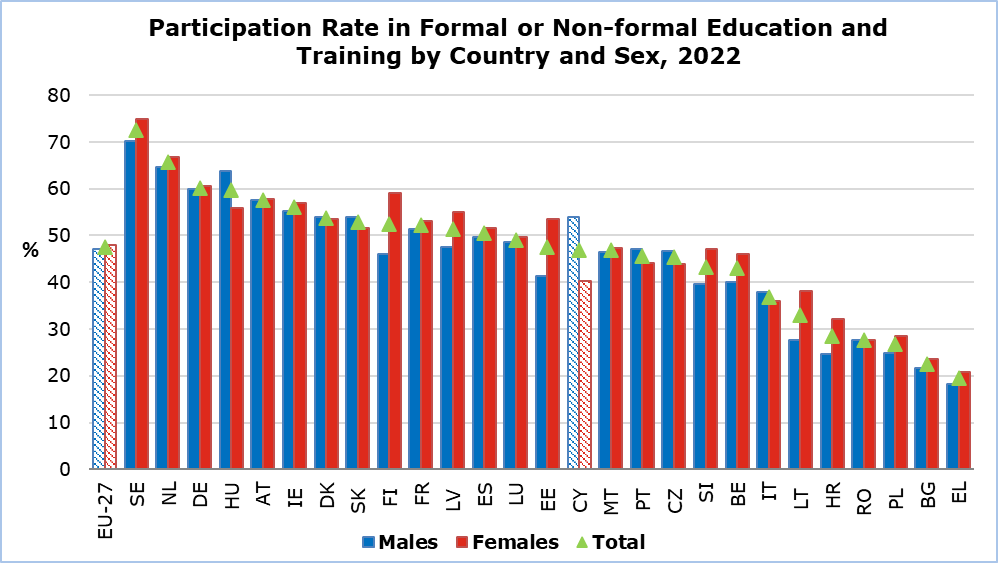 Participation Rate in Formal or Non-formal Education and
Training by Country and Sex, 2022
80
70
60
50
%
40
30
20
10
0
EU-27 SE NL DE HU AT IE DK SK FI FR LV ES LU EE CY MT PT CZ SI BE IT LT HR RO PL BG EL
Males Females Total